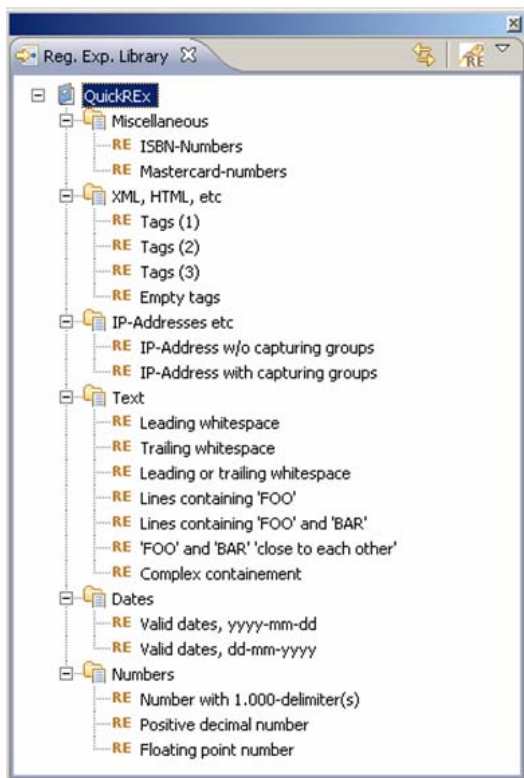 Reg. Exp. Library
RE
QuickREx
Miscellaneous
RE ISBN-Numbers
RE Mastercard-numbers
XML, HTML, etc
RE Tags (1)
RE Tags (2)
RE Tags (3)
RE Empty tags
IP-Addresses etc
RE IP-Address w/o capturing groups
RE IP-Address with capturing groups
Text
RE Leading whitespace
RE Trailing whitespace
RE Leading or trailing whitespace
RE Lines containing 'FOO'
RE Lines containing 'FOO' and 'BAR'
RE 'FOO' and 'BAR' 'close to each other'
RE Complex containement
Dates
RE Valid dates, yyyy-mm-dd
RE Valid dates, dd-mm-yyyy
Numbers
RE Number with 1.000-delimiter(s)
RE Positive decimal number
RE Floating point number